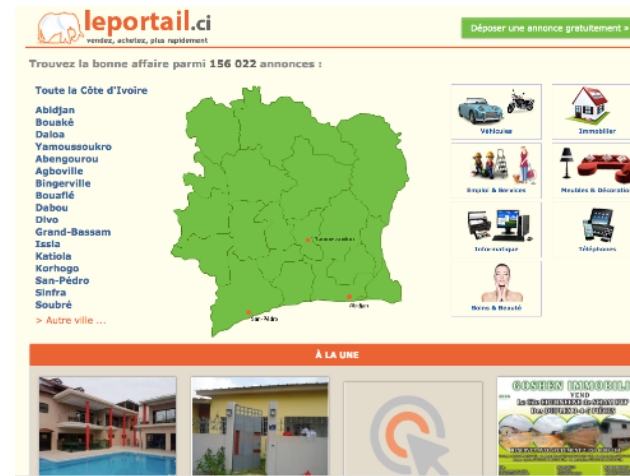 leportail.ci
vendez, achetez, plus rapidement
Déposer une annonce gratuitement »
Trouvez la bonne affaire parmi 156 022 annonces :
Toute la Côte d'Ivoire
Abidjan
Bouaké
Daloa
Yamoussoukro
Abengourou
Agboville
Bingerville
Bouaflé
Dabou
Divo
Grand-Bassam
Issia
Katiola
Korhogo
San-Pédro
Sinfra
Soubré
> Autre ville ...
Yamoussoukro
Abidjan
San-Pédro
Véhicules
Immobilier
Emploi & Services
Meubles & Décoratio
Informatique
Téléphones
Soins & Beauté
À LA UNE
GOSHEN IMMOBILI
VEND